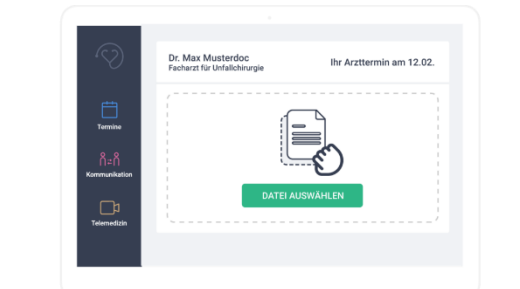 Dr. Max Musterdoc
Facharzt für Unfallchirurgie
Ihr Arzttermin am 12.02.
Termine
Kommunikation
Telemedizin
DATEI AUSWÄHLEN